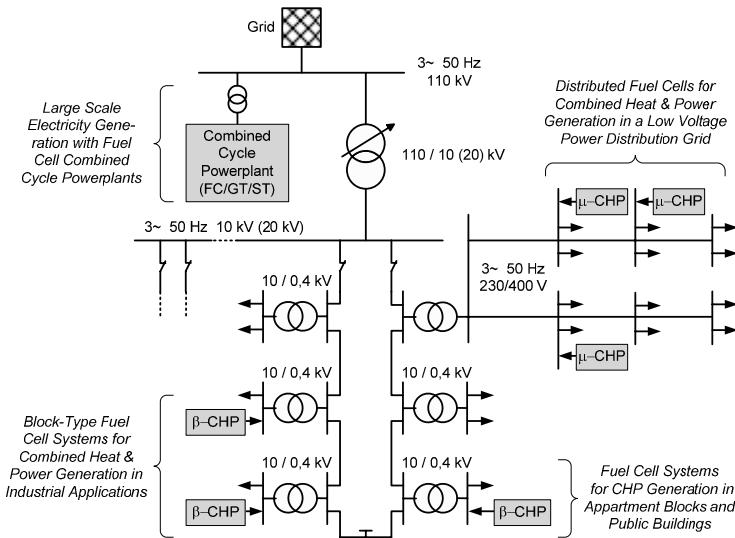 Grid
3~ 50 Hz
110 kV
Large Scale
Electricity Gene-
ration with Fuel
Cell Combined
Cycle Powerplants
Combined
Cycle
Powerplant
(FC/GT/ST)
110 / 10 (20) kV
Distributed Fuel Cells for
Combined Heat & Power
Generation in a Low Voltage
Power Distribution Grid
μ–CHP
μ–CHP
3~ 50 Hz 10 kV (20 kV)
3~ 50 Hz
230/400 V
10 / 0,4 kV
μ–CHP
10 / 0,4 kV
10 / 0,4 kV
β–CHP
Block-Type Fuel
Cell Systems for
Combined Heat &
Power Generation in
Industrial Applications
10 / 0,4 kV
10 / 0,4 kV
β–CHP
β–CHP
Fuel Cell Systems
for CHP Generation in
Appartment Blocks and
Public Buildings